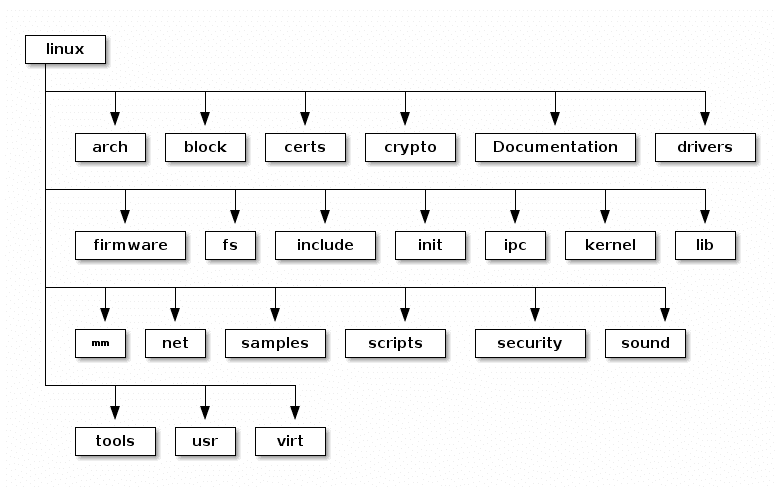 linux
arch block certs crypto Documentation drivers
firmware fs include init ipc kernel lib
mm net samples scripts security sound
tools usr virt